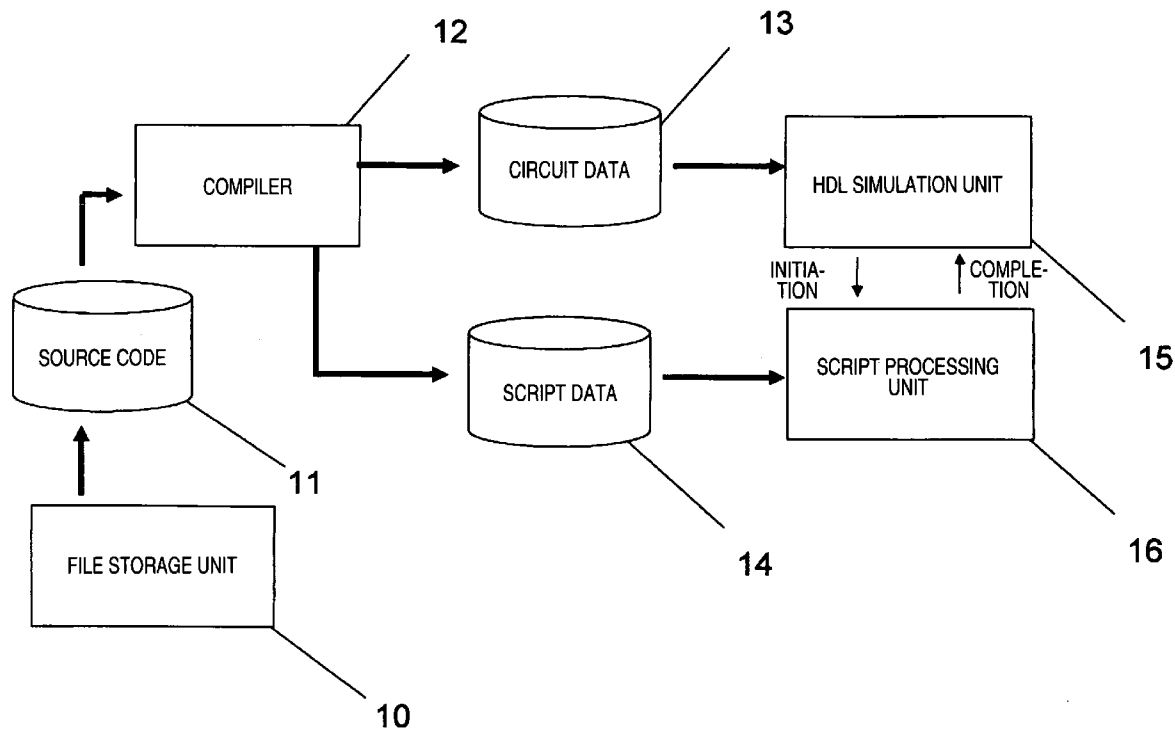 12
13
COMPILER
CIRCUIT DATA
HDL SIMULATION UNIT
INITIA-
TION
COMPLE-
TION
15
SOURCE CODE
11
SCRIPT DATA
SCRIPT PROCESSING
UNIT
14
16
FILE STORAGE UNIT
10